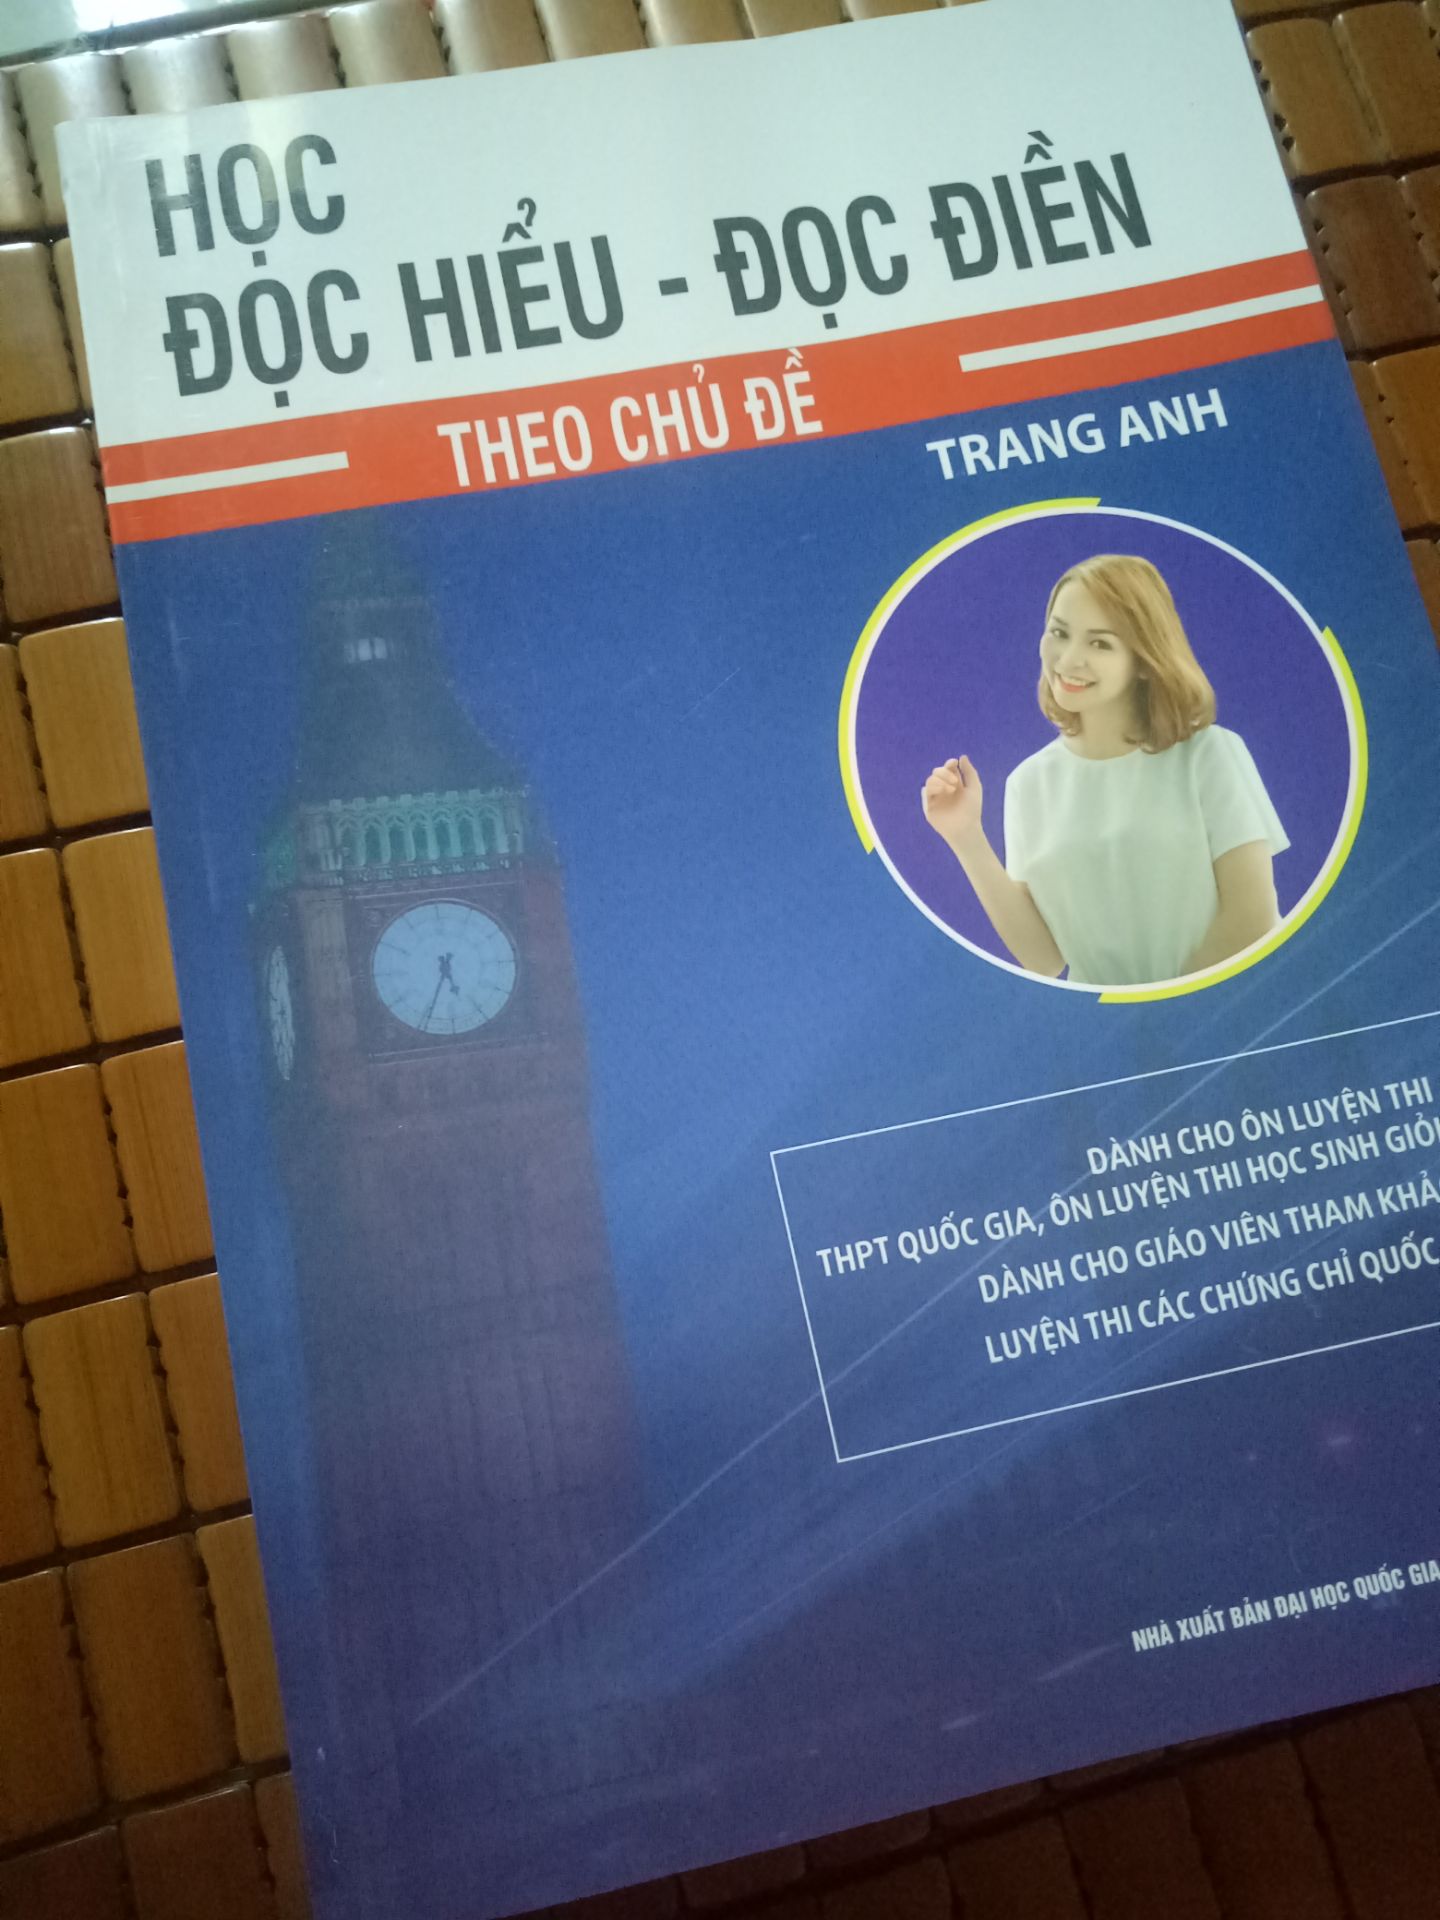 HỌC
ĐỌC HIỂU - ĐỌC ĐIỀN
THEO CHỦ ĐỀ
TRANG ANH
DÀNH CHO ÔN LUYỆN THI
THPT QUỐC GIA, ÔN LUYỆN THI HỌC SINH GIỎI
DÀNH CHO GIÁO VIÊN THAM KHẢO
LUYỆN THI CÁC CHỨNG CHỈ QUỐC
NHÀ XUẤT BẢN ĐẠI HỌC QUỐC GIA